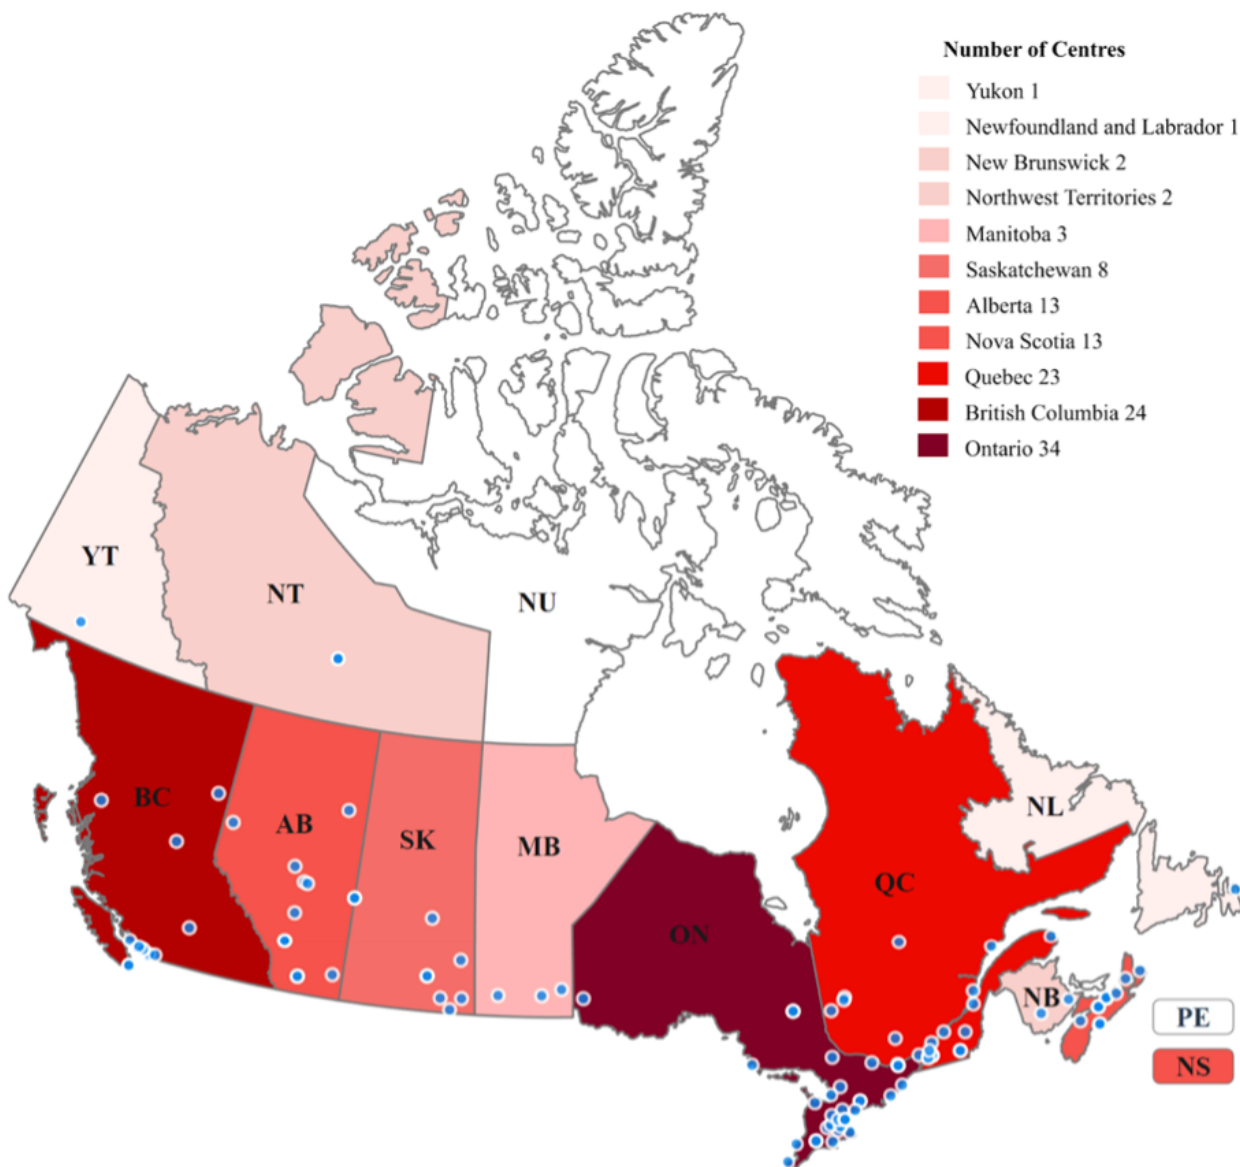 Number of Centres
Yukon 1
Newfoundland and Labrador 1
New Brunswick 2
Northwest Territories 2
Manitoba 3
Saskatchewan 8
Alberta 13
Nova Scotia 13
Quebec 23
British Columbia 24
Ontario 34
YT
NT
NU
BC
AB
SK
MB
ON
QC
NL
NB
PE
NS